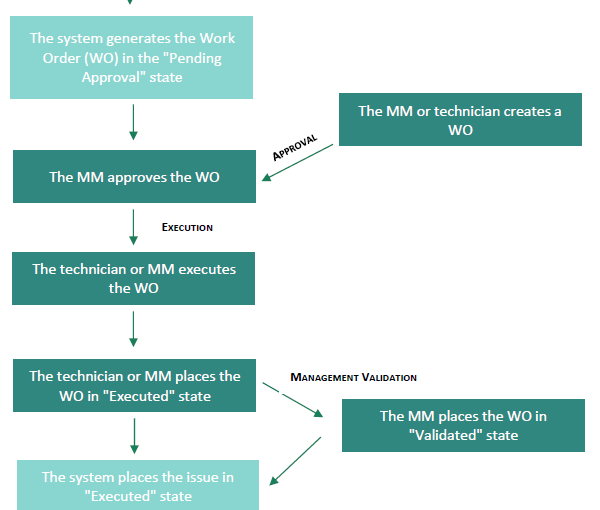 The system generates the Work
Order (WO) in the "Pending
Approval" state
The MM or technician creates a
WO
APPROVAL
The MM approves the WO
EXECUTION
The technician or MM executes
the WO
The technician or MM places the
WO in "Executed" state
MANAGEMENT VALIDATION
The MM places the WO in
"Validated" state
The system places the issue in
"Executed" state